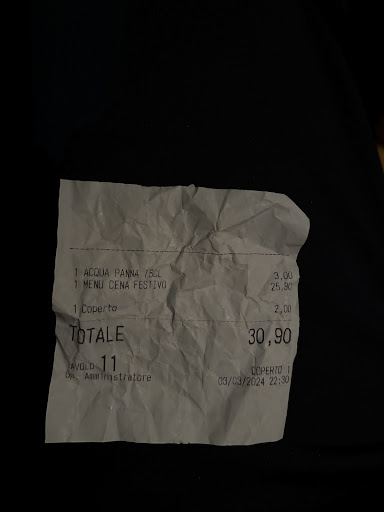 1 ACQUA PANNA 75CL 3,00
1 MENU CENA FESTIVO 25,90
1 Coperto 2,00
TOTALE 30,90
TAVOLO 11 COPERTO 1
Op. Amministratore 03/03/2024 22:30